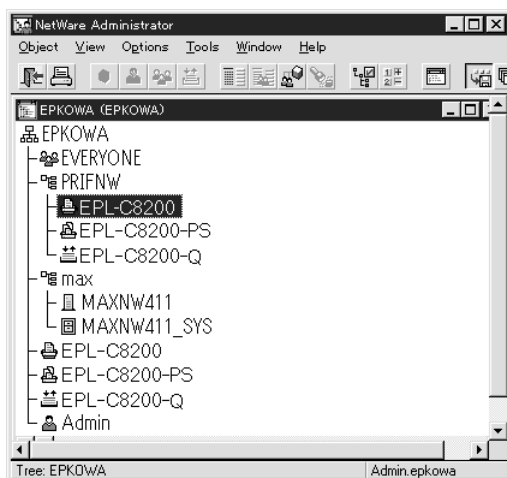 NetWare Administrator
Object View Options Tools Window Help
EPKOWA (EPKOWA)
EPKOWA
EVERYONE
PRIFNW
EPL-C8200
EPL-C8200-PS
EPL-C8200-Q
max
MAXNW411
MAXNW411_SYS
EPL-C8200
EPL-C8200-PS
EPL-C8200-Q
Admin
Tree: EPKOWA Admin.epkowa